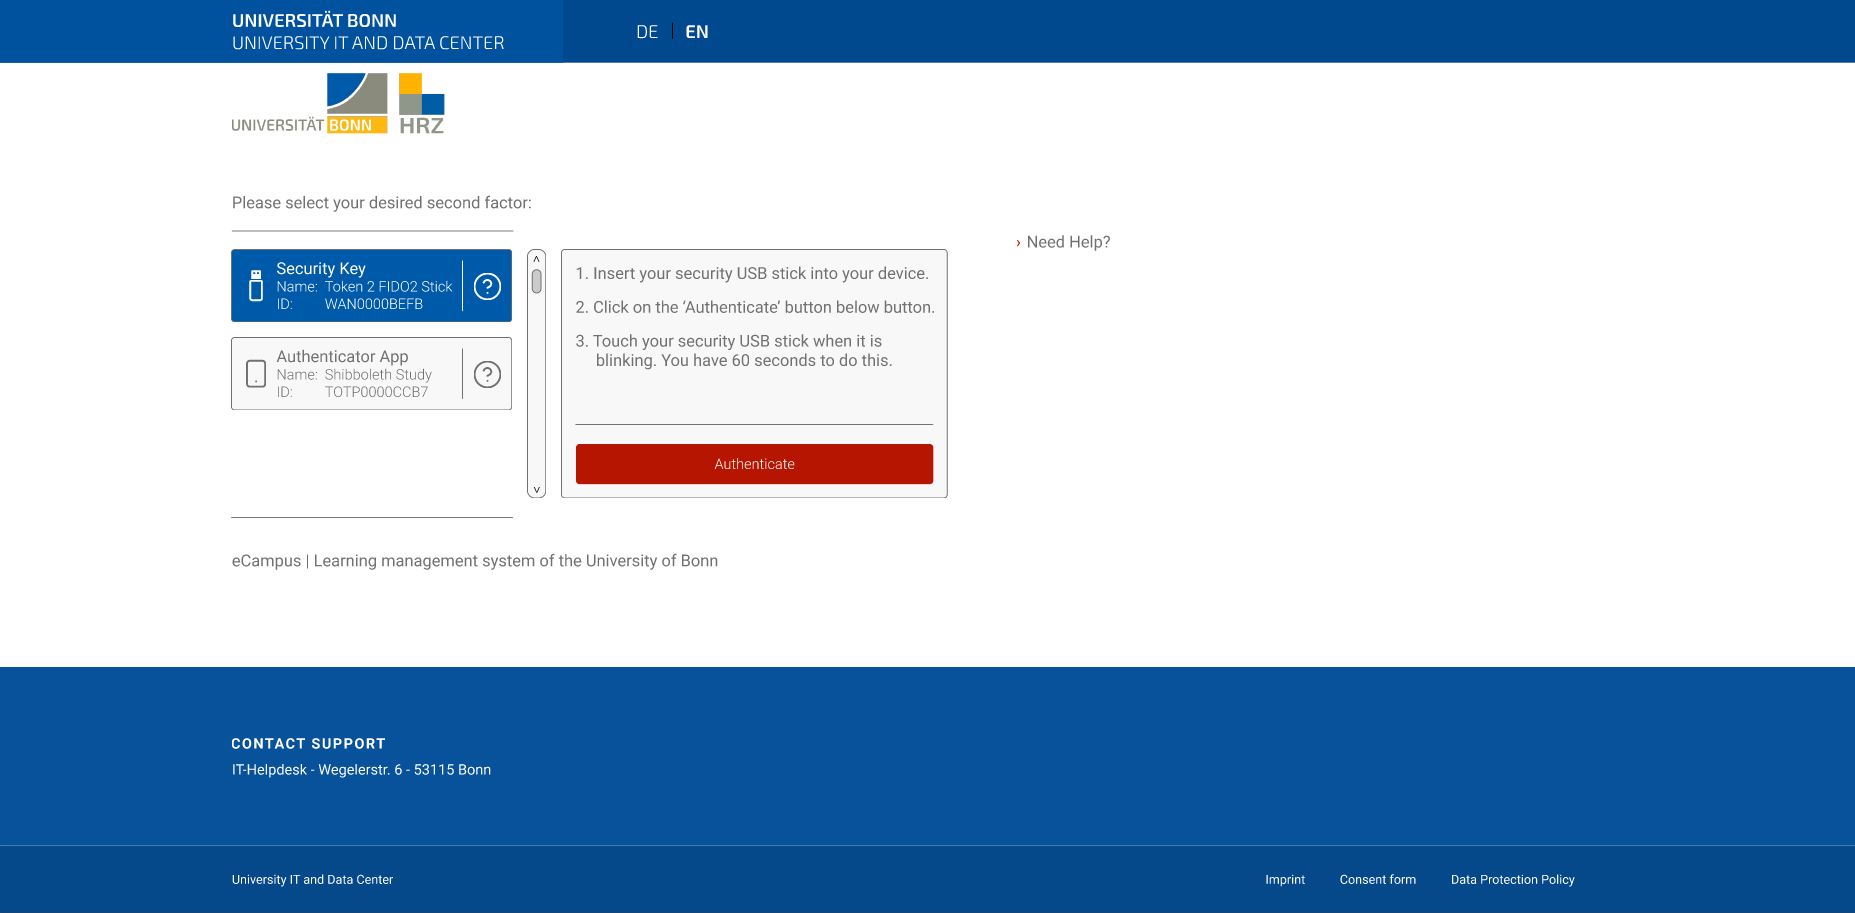 UNIVERSITÄT BONN
UNIVERSITY IT AND DATA CENTER
DE | EN
UNIVERSITÄT BONN HRZ
Please select your desired second factor:
› Need Help?
Security Key
Name: Token 2 FIDO2 Stick
ID: WAN0000BEFB
?
Authenticator App
Name: Shibboleth Study
ID: TOTP0000CCB7
?
1. Insert your security USB stick into your device.
2. Click on the ‘Authenticate’ button below button.
3. Touch your security USB stick when it is
blinking. You have 60 seconds to do this.
Authenticate
eCampus | Learning management system of the University of Bonn
CONTACT SUPPORT
IT-Helpdesk - Wegelerstr. 6 - 53115 Bonn
University IT and Data Center
Imprint Consent form Data Protection Policy